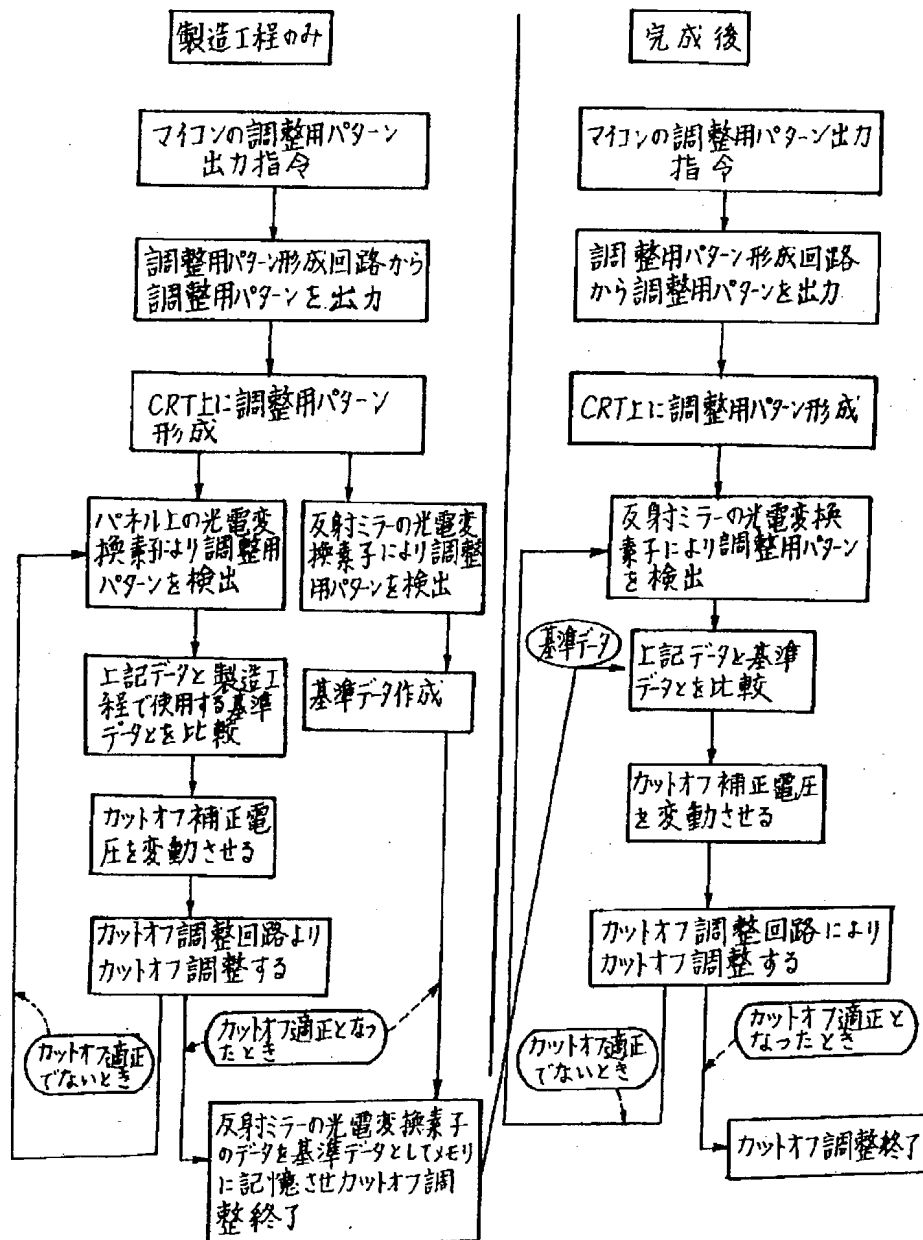 製造工程のみ
マイコンの調整用パターン
出力指令
調整用パターン形成回路から
調整用パターンを出力
CRT上に調整用パターン
形成
パネル上の光電変
換素子により調整用
パターンを検出
反射ミラーの光電変
換素子により調整
用パターンを検出
上記データと製造工
程で使用する基準
データとを比較
基準データ作成
カットオフ補正電
圧を変動させる
カットオフ調整回路より
カットオフ調整する
カットオフ適正
でないとき
カットオフ適正となっ
たとき
反射ミラーの光電変換素子
のデータを基準データとしてメモリ
に記憶させカットオフ調
整終了
完成後
マイコンの調整用パターン出力
指令
調整用パターン形成回路
から調整用パターンを出力
CRT上に調整用パターン形成
反射ミラーの光電変換
素子により調整用パターン
を検出
基準データ
上記データと基準
データとを比較
カットオフ補正電圧
を変動させる
カットオフ調整回路により
カットオフ調整する
カットオフ適正
でないとき
カットオフ適正と
なったとき
カットオフ調整終了